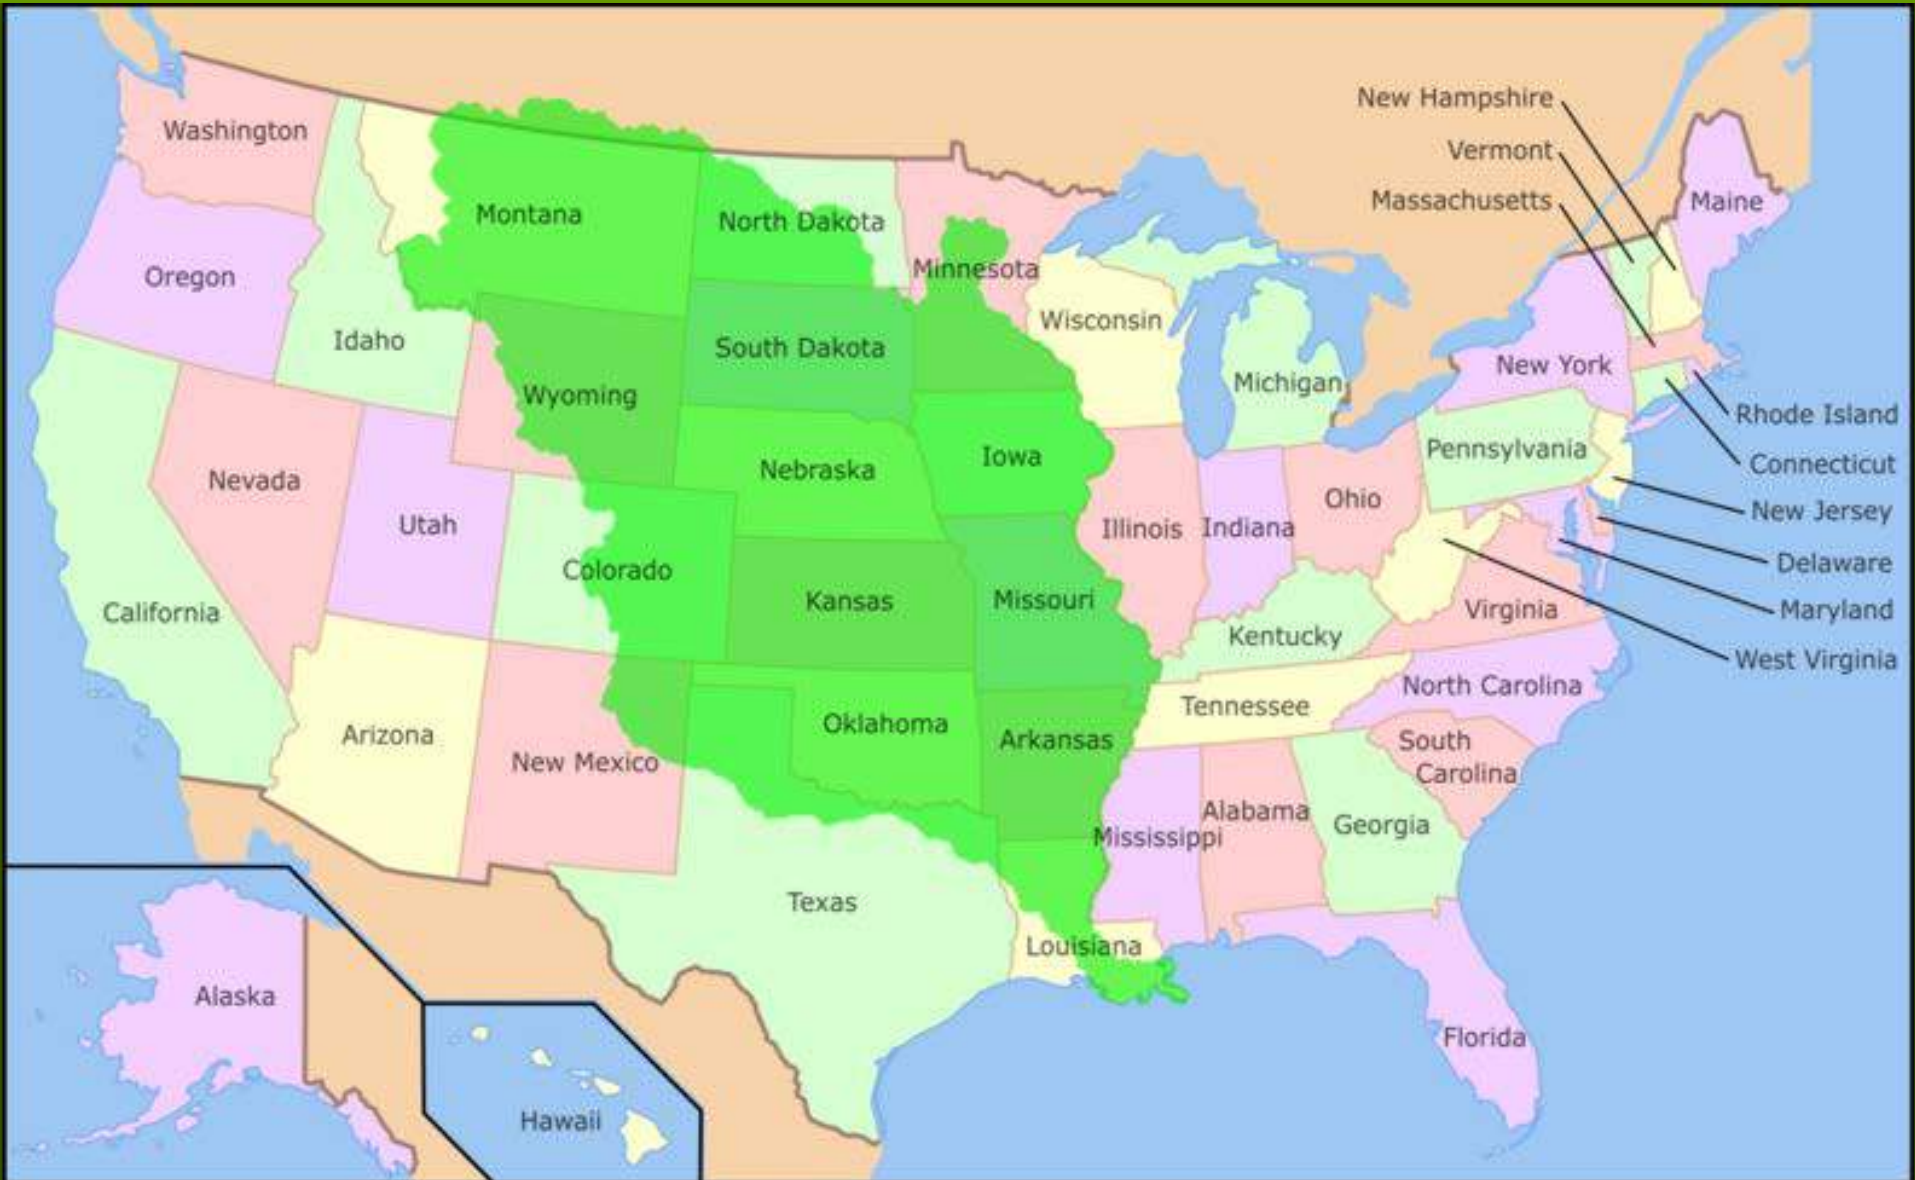 New Hampshire
Vermont
Massachusetts
Washington
Montana
North Dakota
Minnesota
Maine
Oregon
Idaho
Wyoming
South Dakota
Wisconsin
Michigan
New York
Rhode Island
Connecticut
New Jersey
Delaware
Maryland
West Virginia
Nevada
Utah
Colorado
Nebraska
Iowa
Illinois
Indiana
Ohio
Pennsylvania
California
Kansas
Missouri
Kentucky
Virginia
Arizona
New Mexico
Oklahoma
Arkansas
Tennessee
North Carolina
South
Carolina
Texas
Louisiana
Mississippi
Alabama
Georgia
Florida
Alaska
Hawaii